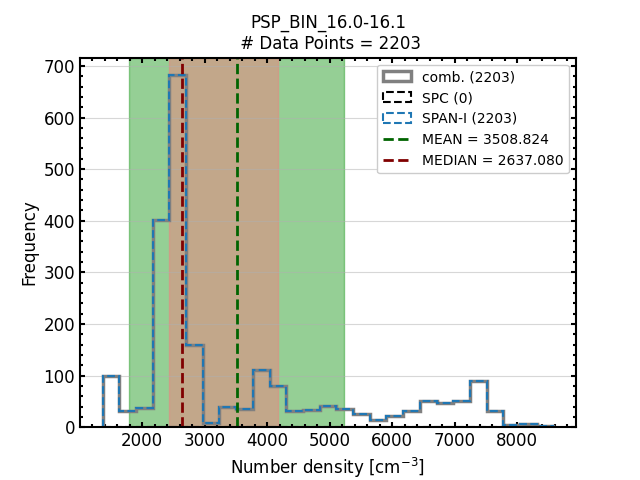 PSP_BIN_16.0-16.1
# Data Points = 2203
comb. (2203)
SPC (0)
SPAN-I (2203)
MEAN = 3508.824
MEDIAN = 2637.080
Frequency
700
600
500
400
300
200
100
0
2000 3000 4000 5000 6000 7000 8000
Number density [cm⁻³]